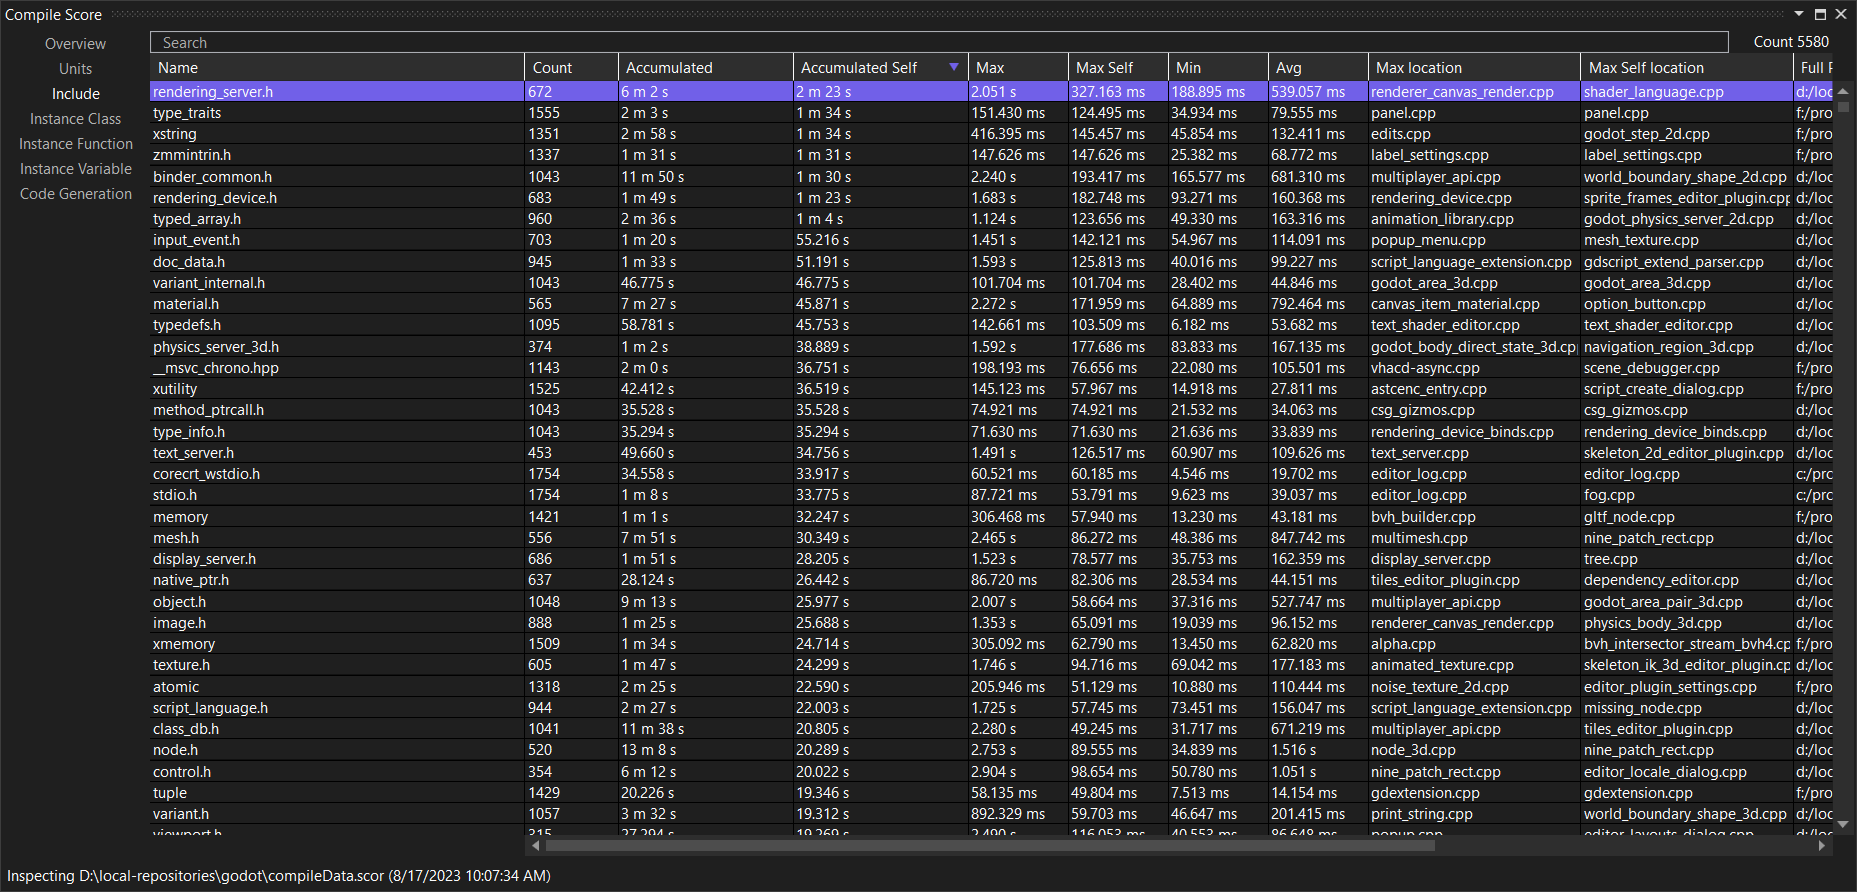 Compile Score
Overview
Units
Include
Instance Class
Instance Function
Instance Variable
Code Generation
Search
Count 5580
Name Count Accumulated Accumulated Self Max Max Self Min Avg Max location Max Self location Full
rendering_server.h 672 6 m 2 s 2 m 23 s 2.051 s 327.163 ms 188.895 ms 539.057 ms renderer_canvas_render.cpp shader_language.cpp d:/loc
type_traits 1555 2 m 3 s 1 m 34 s 151.430 ms 124.495 ms 34.934 ms 79.555 ms panel.cpp panel.cpp f:/pro
xstring 1351 2 m 58 s 1 m 34 s 416.395 ms 145.457 ms 45.854 ms 132.411 ms edits.cpp godot_step_2d.cpp f:/pro
zmmintrin.h 1337 1 m 31 s 1 m 31 s 147.626 ms 147.626 ms 25.382 ms 68.772 ms label_settings.cpp label_settings.cpp f:/pro
binder_common.h 1043 11 m 50 s 1 m 30 s 2.240 s 193.417 ms 165.577 ms 681.310 ms multiplayer_api.cpp world_boundary_shape_2d.cpp d:/loc
rendering_device.h 683 1 m 49 s 1 m 23 s 1.683 s 182.748 ms 93.271 ms 160.368 ms rendering_device.cpp sprite_frames_editor_plugin.cpp d:/loc
typed_array.h 960 2 m 36 s 1 m 4 s 1.124 s 123.656 ms 49.330 ms 163.316 ms animation_library.cpp godot_physics_server_2d.cpp d:/loc
input_event.h 703 1 m 20 s 55.216 s 1.451 s 142.121 ms 54.967 ms 114.091 ms popup_menu.cpp mesh_texture.cpp d:/loc
doc_data.h 945 1 m 33 s 51.191 s 1.593 s 125.813 ms 40.016 ms 99.227 ms script_language_extension.cpp gdscript_extend_parser.cpp d:/loc
variant_internal.h 1043 46.775 s 46.775 s 101.704 ms 101.704 ms 28.402 ms 44.846 ms godot_area_3d.cpp godot_area_3d.cpp d:/loc
material.h 565 7 m 27 s 45.871 s 2.272 s 171.959 ms 64.889 ms 792.464 ms canvas_item_material.cpp option_button.cpp d:/loc
typedefs.h 1095 58.781 s 45.753 s 142.661 ms 103.509 ms 6.182 ms 53.682 ms text_shader_editor.cpp text_shader_editor.cpp d:/loc
physics_server_3d.h 374 1 m 2 s 38.889 s 1.592 s 177.686 ms 83.833 ms 167.135 ms godot_body_direct_state_3d.cp navigation_region_3d.cpp d:/loc
__msvc_chrono.hpp 1143 2 m 0 s 36.751 s 198.193 ms 76.656 ms 22.080 ms 105.501 ms vhacd-async.cpp scene_debugger.cpp f:/pro
xutility 1525 42.412 s 36.519 s 145.123 ms 57.967 ms 14.918 ms 27.811 ms astcenc_entry.cpp script_create_dialog.cpp f:/pro
method_ptrcall.h 1043 35.528 s 35.528 s 74.921 ms 74.921 ms 21.532 ms 34.063 ms csg_gizmos.cpp csg_gizmos.cpp d:/loc
type_info.h 1043 35.294 s 35.294 s 71.630 ms 71.630 ms 21.636 ms 33.839 ms rendering_device_binds.cpp rendering_device_binds.cpp d:/loc
text_server.h 453 49.660 s 34.756 s 1.491 s 126.517 ms 60.907 ms 109.626 ms text_server.cpp skeleton_2d_editor_plugin.cpp d:/loc
corecrt_wstdio.h 1754 34.558 s 33.917 s 60.521 ms 60.185 ms 4.546 ms 19.702 ms editor_log.cpp editor_log.cpp c:/pro
stdio.h 1754 1 m 8 s 33.775 s 87.721 ms 53.791 ms 9.623 ms 39.037 ms editor_log.cpp fog.cpp c:/pro
memory 1421 1 m 1 s 32.247 s 306.468 ms 57.940 ms 13.230 ms 43.181 ms bvh_builder.cpp gltf_node.cpp f:/pro
mesh.h 556 7 m 51 s 30.349 s 2.465 s 86.272 ms 48.386 ms 847.742 ms multimesh.cpp nine_patch_rect.cpp d:/loc
display_server.h 686 1 m 51 s 28.205 s 1.523 s 78.577 ms 35.753 ms 162.359 ms display_server.cpp tree.cpp d:/loc
native_ptr.h 637 28.124 s 26.442 s 86.720 ms 82.306 ms 28.534 ms 44.151 ms tiles_editor_plugin.cpp dependency_editor.cpp d:/loc
object.h 1048 9 m 13 s 25.977 s 2.007 s 58.664 ms 37.316 ms 527.747 ms multiplayer_api.cpp godot_area_pair_3d.cpp d:/loc
image.h 888 1 m 25 s 25.688 s 1.353 s 65.091 ms 19.039 ms 96.152 ms renderer_canvas_render.cpp physics_body_3d.cpp d:/loc
xmemory 1509 1 m 34 s 24.714 s 305.092 ms 62.790 ms 13.450 ms 62.820 ms alpha.cpp bvh_intersector_stream_bvh4.cp f:/pro
texture.h 605 1 m 47 s 24.299 s 1.746 s 94.716 ms 69.042 ms 177.183 ms animated_texture.cpp skeleton_ik_3d_editor_plugin.cp d:/loc
atomic 1318 2 m 25 s 22.590 s 205.946 ms 51.129 ms 10.880 ms 110.444 ms noise_texture_2d.cpp editor_plugin_settings.cpp f:/pro
script_language.h 944 2 m 27 s 22.003 s 1.725 s 57.745 ms 73.451 ms 156.047 ms script_language_extension.cpp missing_node.cpp d:/loc
class_db.h 1041 11 m 38 s 20.805 s 2.280 s 49.245 ms 31.717 ms 671.219 ms multiplayer_api.cpp tiles_editor_plugin.cpp d:/loc
node.h 520 13 m 8 s 20.289 s 2.753 s 89.555 ms 34.839 ms 1.516 s node_3d.cpp nine_patch_rect.cpp d:/loc
control.h 354 6 m 12 s 20.022 s 2.904 s 98.654 ms 50.780 ms 1.051 s nine_patch_rect.cpp editor_locale_dialog.cpp d:/loc
tuple 1429 20.226 s 19.346 s 58.135 ms 49.804 ms 7.513 ms 14.154 ms gdextension.cpp gdextension.cpp f:/pro
variant.h 1057 3 m 32 s 19.312 s 892.329 ms 59.703 ms 46.647 ms 201.415 ms print_string.cpp world_boundary_shape_3d.cpp d:/loc
viewport.h 315 27.294 s 19.269 s 2.490 s 116.053 ms 40.553 ms 86.648 ms popup.cpp editor_layouts_dialog.cpp d:/loc
Inspecting D:\local-repositories\godot\compileData.scor (8/17/2023 10:07:34 AM)